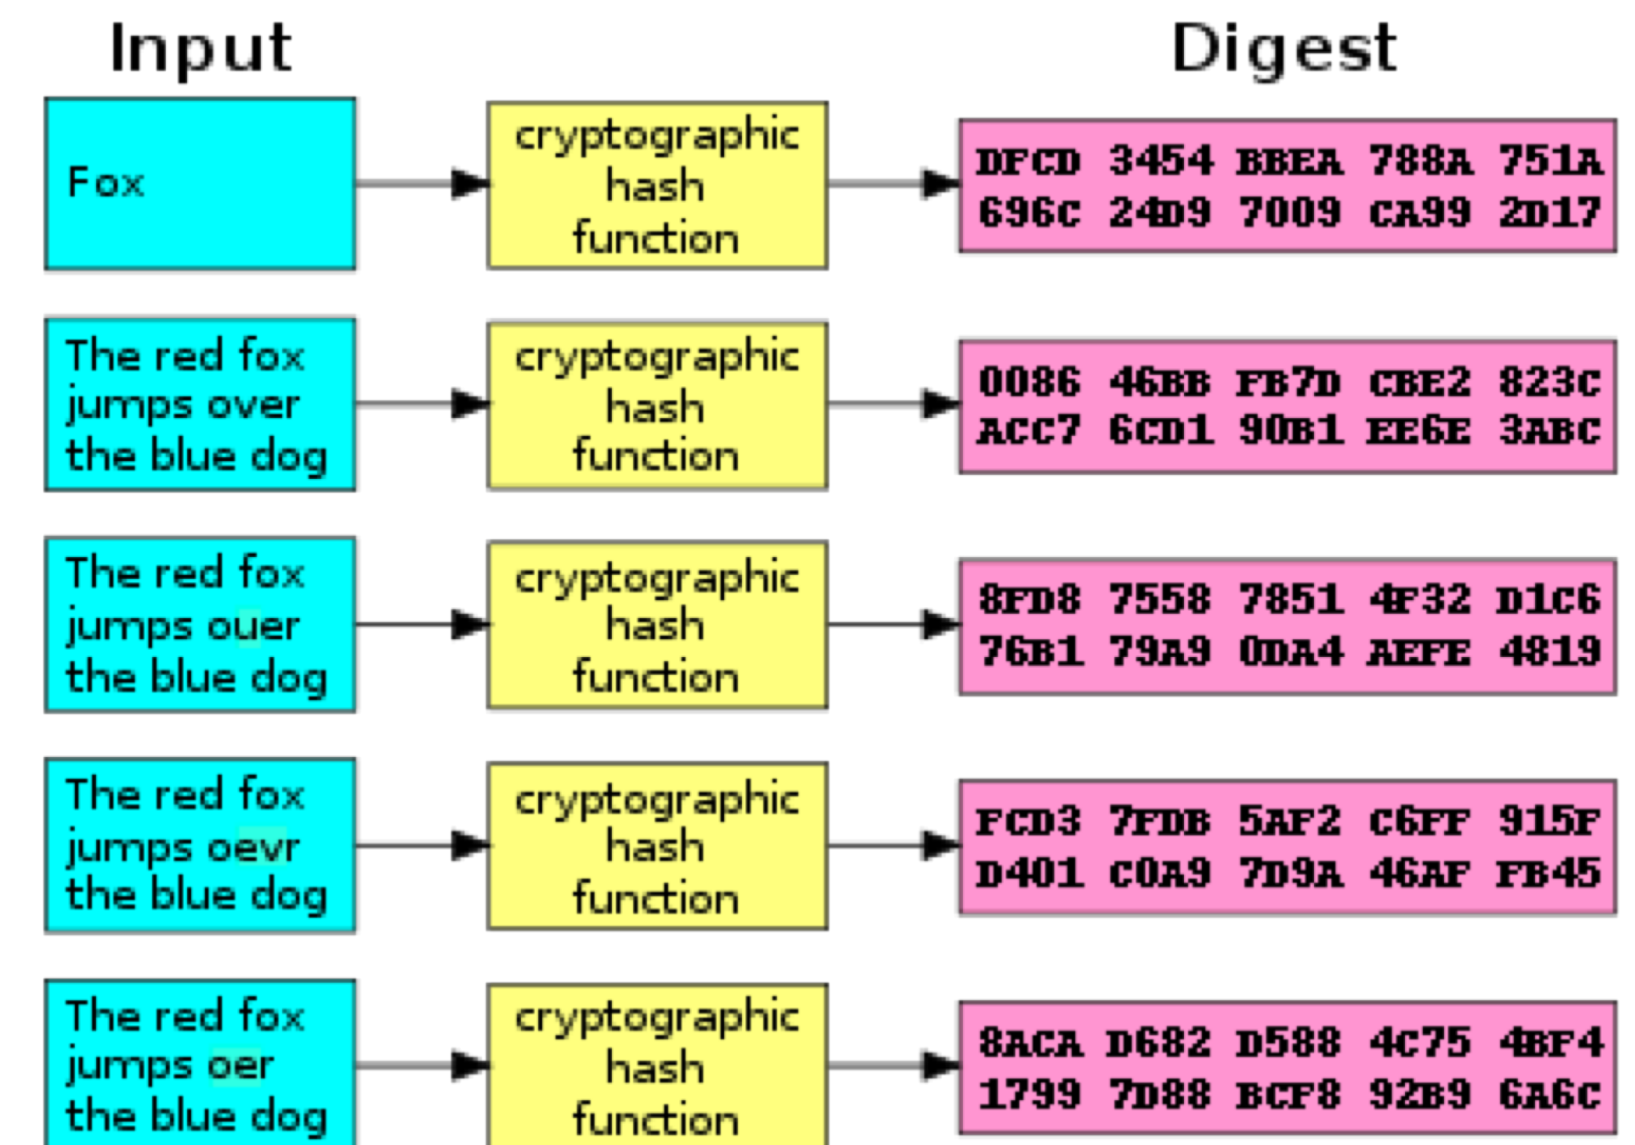 Input
Digest
Fox
cryptographic
hash
function
DFCD 3454 BBEA 788A 751A
696C 24D9 7009 CA99 2D17
The red fox
jumps over
the blue dog
cryptographic
hash
function
0086 46BB FB7D CBE2 823C
ACC7 6CD1 90B1 EE6E 3ABC
The red fox
jumps ouer
the blue dog
cryptographic
hash
function
8FD8 7558 7851 4F32 D1C6
76B1 79A9 0DA4 AEFE 4819
The red fox
jumps oevr
the blue dog
cryptographic
hash
function
FCD3 7FDB 5AF2 C6FF 915F
D401 C0A9 7D9A 46AF FB45
The red fox
jumps oer
the blue dog
cryptographic
hash
function
8ACA D682 D588 4C75 4BF4
1799 7D88 BCF8 92B9 6A6C